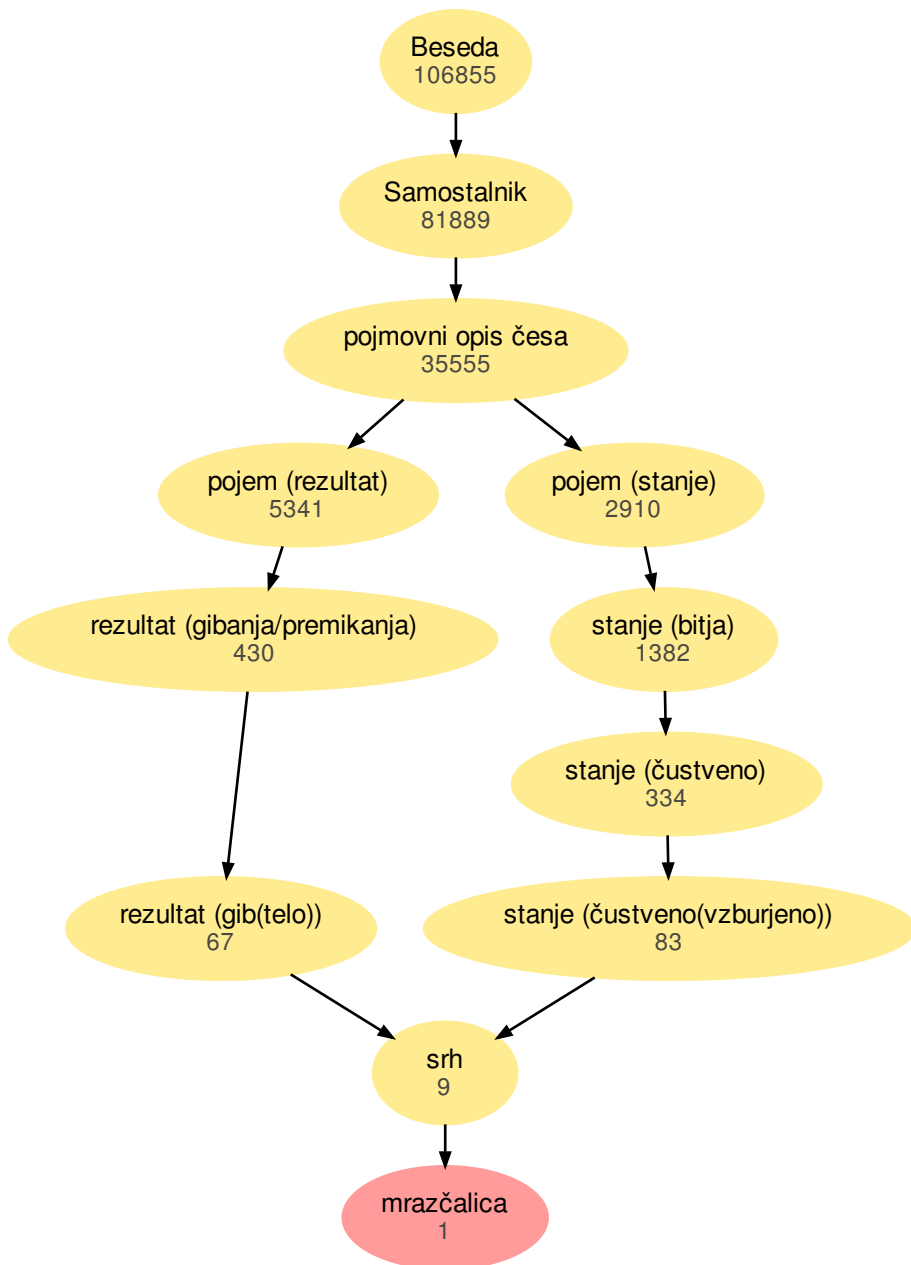 Beseda
106855
Samostalnik
81889
pojmovni opis česa
35555
pojem (rezultat)
5341
pojem (stanje)
2910
rezultat (gibanja/premikanja)
430
stanje (bitja)
1382
stanje (čustveno)
334
rezultat (gib(telo))
67
stanje (čustveno(vzburjeno))
83
srh
9
mrazčalica
1